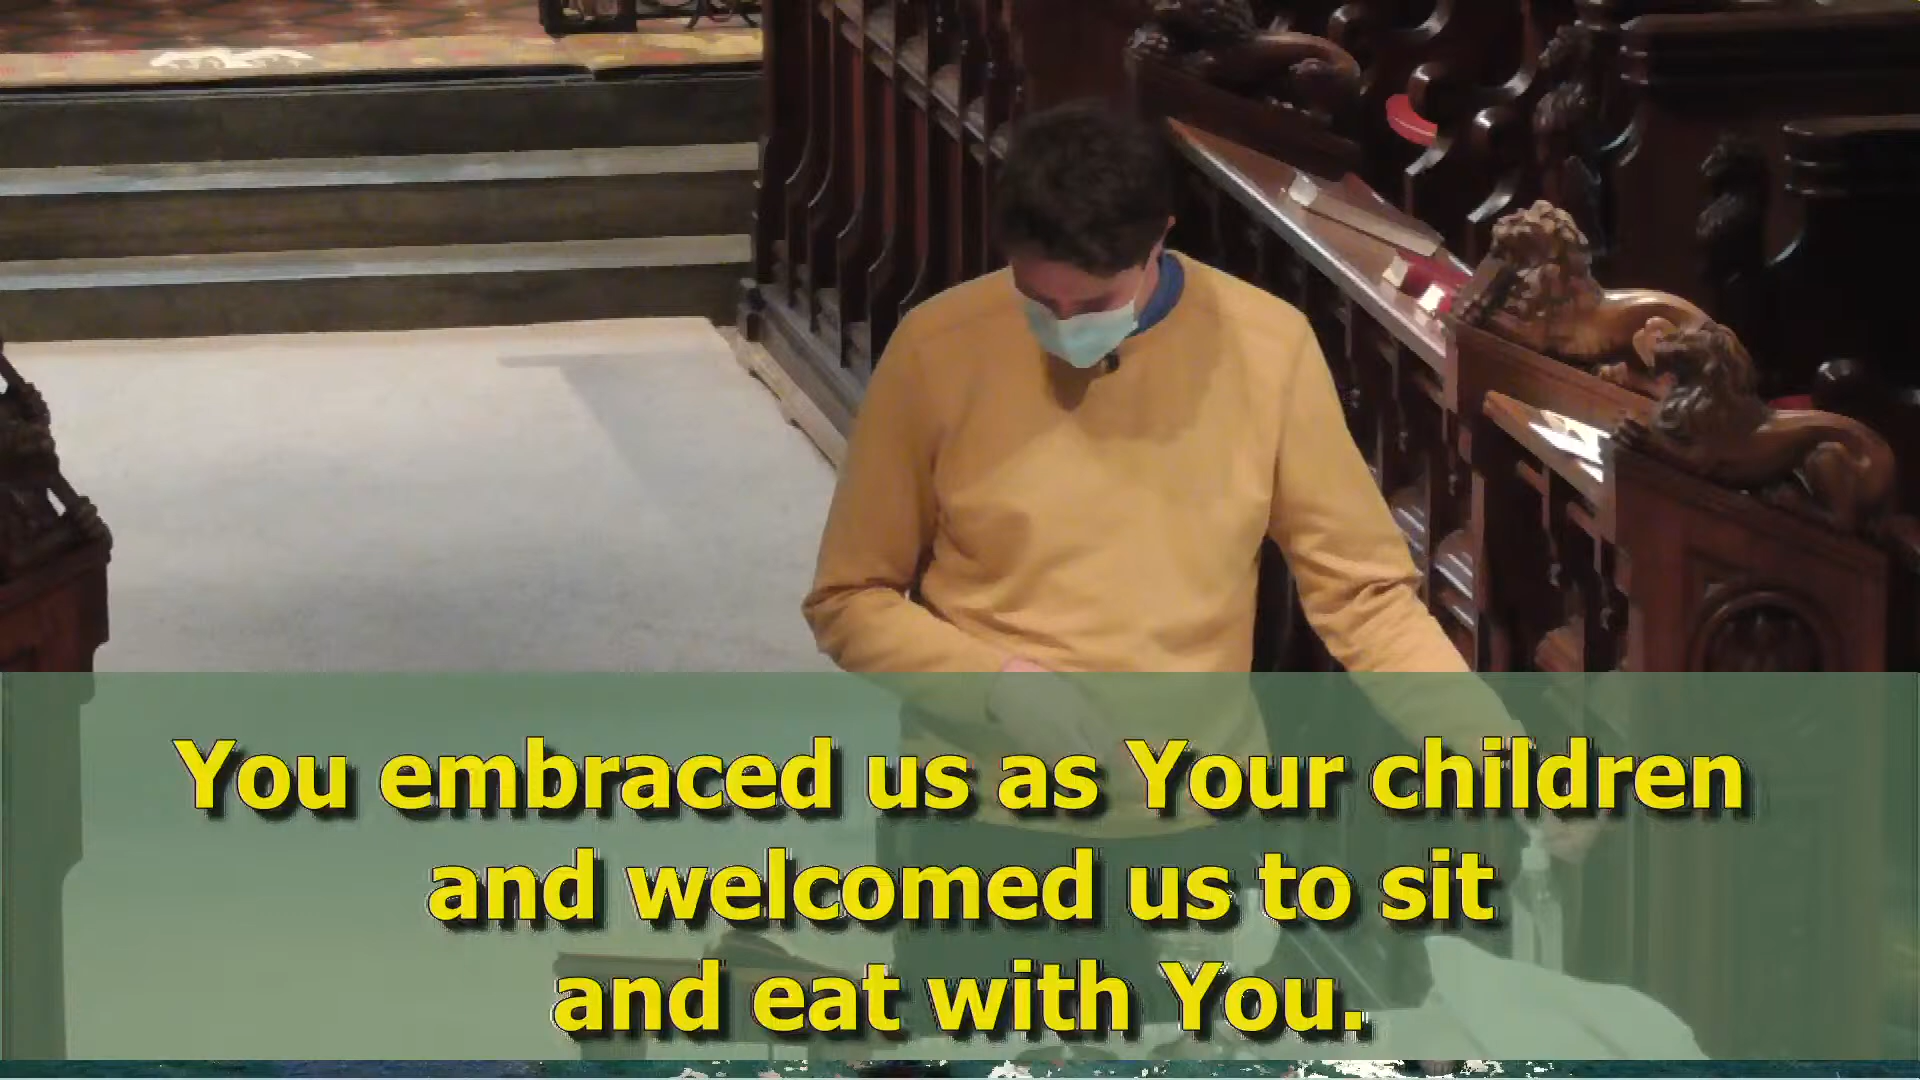 You embraced us as Your children
and welcomed us to sit
and eat with You.